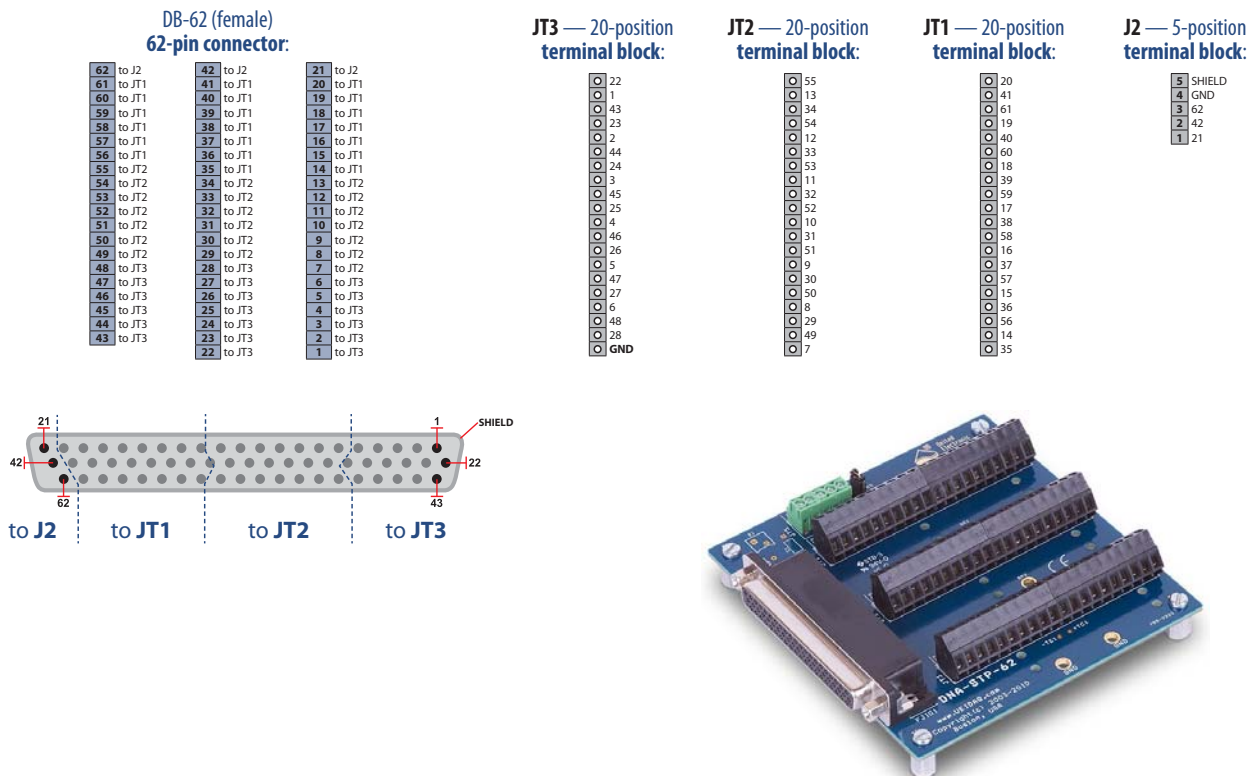 DB-62 (female)
62-pin connector:
62 to J2 42 to J2 21 to J2
61 to JT1 41 to JT1 20 to JT1
60 to JT1 40 to JT1 19 to JT1
59 to JT1 39 to JT1 18 to JT1
58 to JT1 38 to JT1 17 to JT1
57 to JT1 37 to JT1 16 to JT1
56 to JT1 36 to JT1 15 to JT1
55 to JT2 35 to JT1 14 to JT1
54 to JT2 34 to JT2 13 to JT2
53 to JT2 33 to JT2 12 to JT2
52 to JT2 32 to JT2 11 to JT2
51 to JT2 31 to JT2 10 to JT2
50 to JT2 30 to JT2 9 to JT2
49 to JT2 29 to JT2 8 to JT2
48 to JT3 28 to JT3 7 to JT2
47 to JT3 27 to JT3 6 to JT3
46 to JT3 26 to JT3 5 to JT3
45 to JT3 25 to JT3 4 to JT3
44 to JT3 24 to JT3 3 to JT3
43 to JT3 23 to JT3 2 to JT3
22 to JT3 1 to JT3
JT3 — 20-position
terminal block:
22
1
43
23
2
44
24
3
45
25
4
46
26
5
47
27
6
48
28
GND
JT2 — 20-position
terminal block:
55
13
34
54
12
33
53
11
32
52
10
31
51
9
30
50
8
29
49
7
JT1 — 20-position
terminal block:
20
41
61
19
40
60
18
39
59
17
38
58
16
37
57
15
36
56
14
35
J2 — 5-position
terminal block:
5 SHIELD
4 GND
3 62
2 42
1 21
21
1
SHIELD
42
22
62
43
to J2 to JT1 to JT2 to JT3
United
Electronic
DNA-STP-62
www.UEIDAQ.com
Copyright(c) 2003-2010
Boston, USA
GND
GND